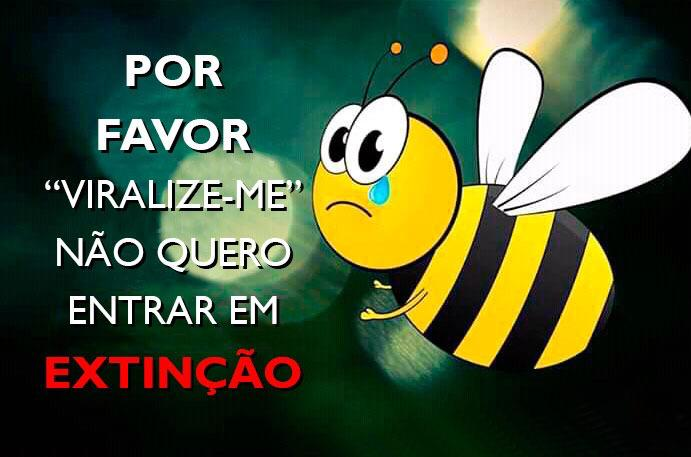 POR
FAVOR
“VIRALIZE-ME”
NÃO QUERO
ENTRAR EM
EXTINÇÃO